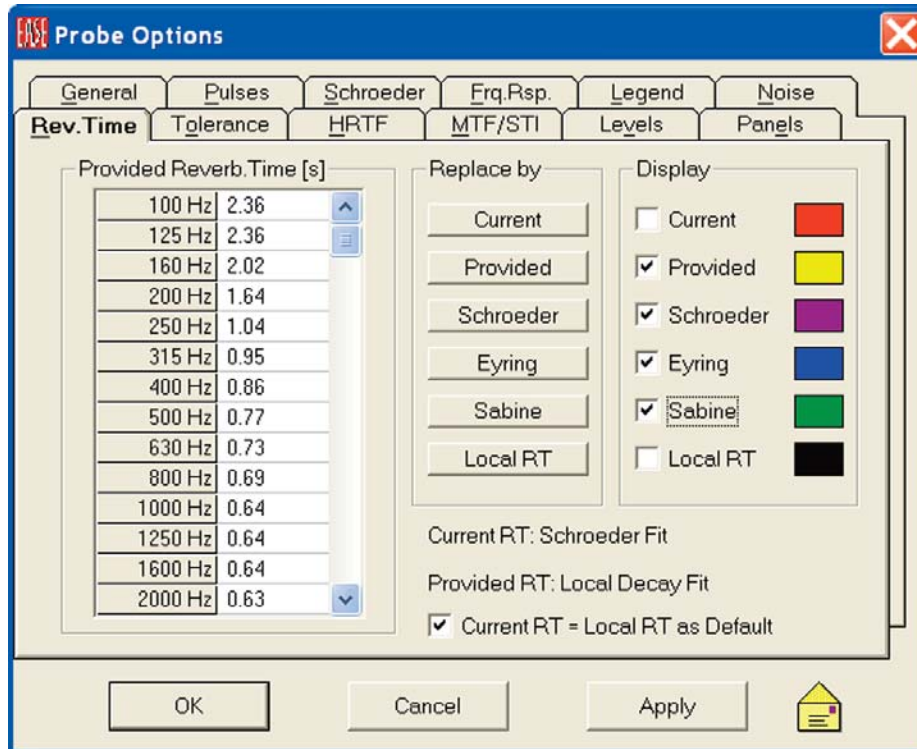 EASE Probe Options
General Pulses Schroeder Frq.Rsp. Legend Noise
Rev.Time Tolerance HRTF MTF/STI Levels Panels
Provided Reverb.Time [s]
100 Hz 2.36
125 Hz 2.36
160 Hz 2.02
200 Hz 1.64
250 Hz 1.04
315 Hz 0.95
400 Hz 0.86
500 Hz 0.77
630 Hz 0.73
800 Hz 0.69
1000 Hz 0.64
1250 Hz 0.64
1600 Hz 0.64
2000 Hz 0.63
Replace by
Current
Provided
Schroeder
Eyring
Sabine
Local RT
Display
Current
Provided
Schroeder
Eyring
Sabine
Local RT
Current RT: Schroeder Fit
Provided RT: Local Decay Fit
Current RT = Local RT as Default
OK Cancel Apply